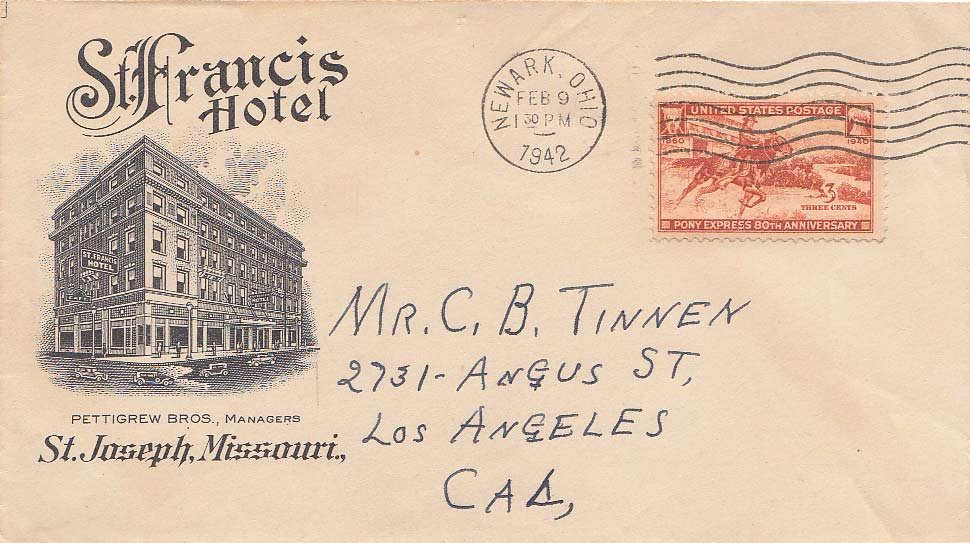 St. Francis
Hotel
ST. FRANCIS
HOTEL
PETTIGREW BROS., MANAGERS
St. Joseph, Missouri.,
NEWARK, OHIO
FEB 9
1 30 PM
1942
UNITED STATES POSTAGE
1860
1940
3
THREE CENTS
PONY EXPRESS 80TH ANNIVERSARY
MR. C. B. TINNEN
2731- ANGUS ST,
LOS ANGELES
CAL,